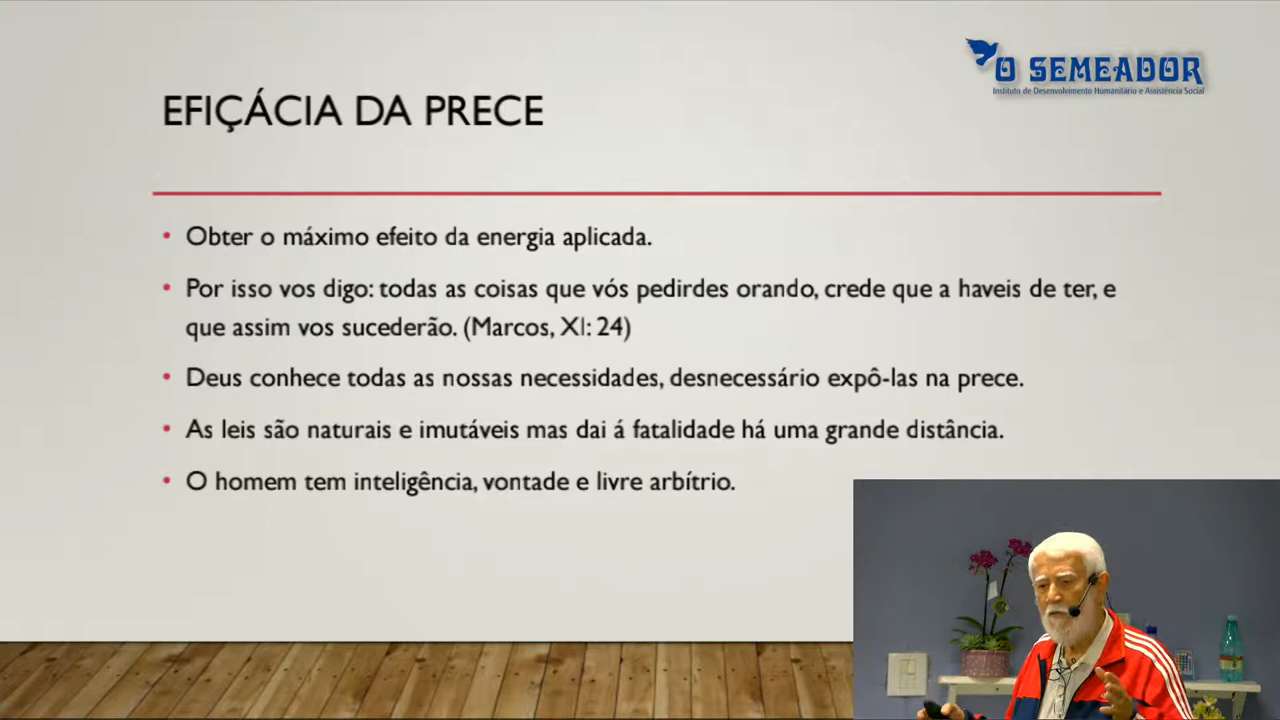 O SEMEADOR
Instituto de Desenvolvimento Humanitário e Assistência Social
EFIÇÁCIA DA PRECE
• Obter o máximo efeito da energia aplicada.
• Por isso vos digo: todas as coisas que vós pedirdes orando, crede que a haveis de ter, e
que assim vos sucederão. (Marcos, XI: 24)
• Deus conhece todas as nossas necessidades, desnecessário expô-las na prece.
• As leis são naturais e imutáveis mas dai á fatalidade há uma grande distância.
• O homem tem inteligência, vontade e livre arbítrio.